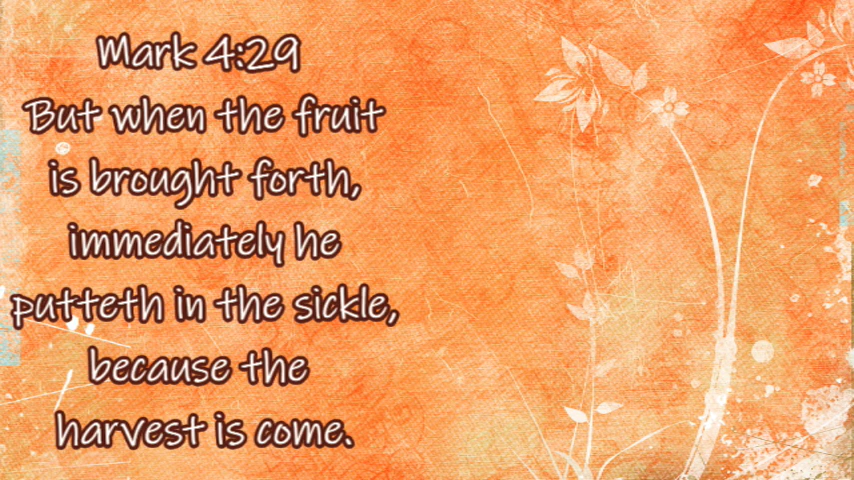 Mark 4:29
But when the fruit
is brought forth,
immediately he
putteth in the sickle,
because the
harvest is come.